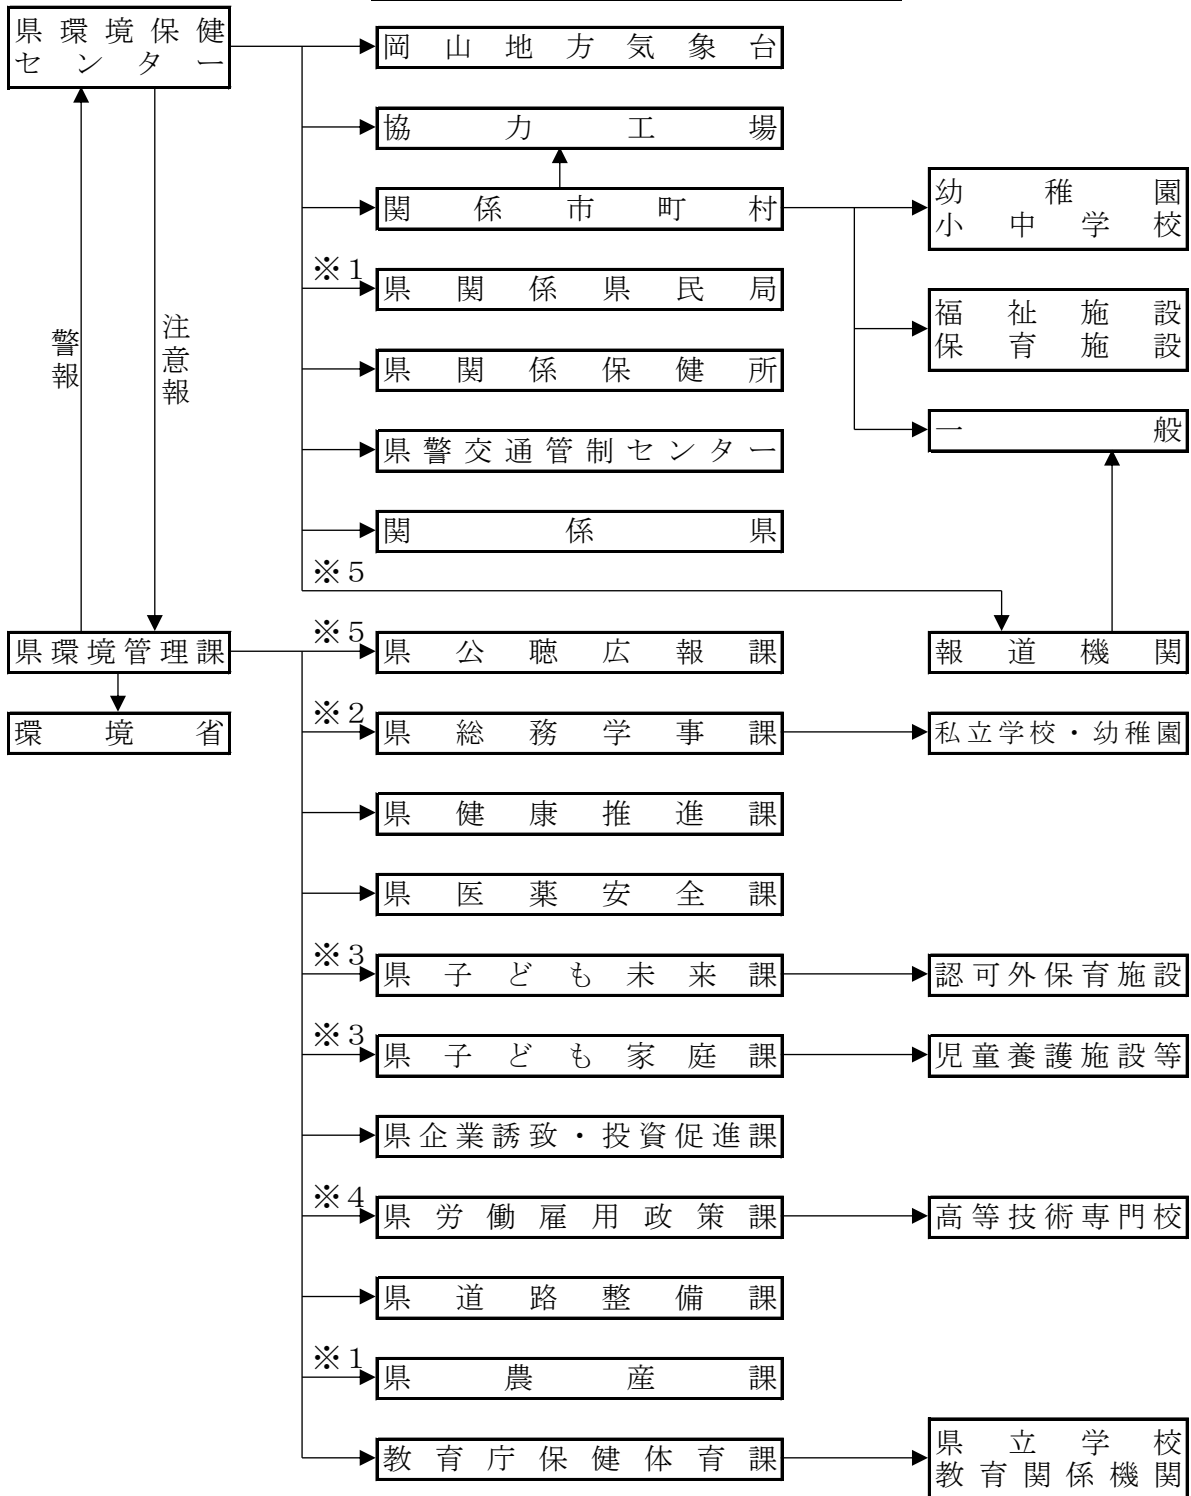 県環境保健
センター
岡山地方気象台
協力工場
関係市町村
幼稚園
小中学校
※1
県関係県民局
福祉施設
保育施設
警報
注意報
県関係保健所
一般
県警交通管制センター
関係県
※5
県環境管理課
※5
県公聴広報課
報道機関
環境省
※2
県総務学事課
私立学校・幼稚園
県健康推進課
県医薬安全課
※3
県子ども未来課
認可外保育施設
※3
県子ども家庭課
児童養護施設等
県企業誘致・投資促進課
※4
県労働雇用政策課
高等技術専門校
県道路整備課
※1
県農産課
教育庁保健体育課
県立学校
教育関係機関